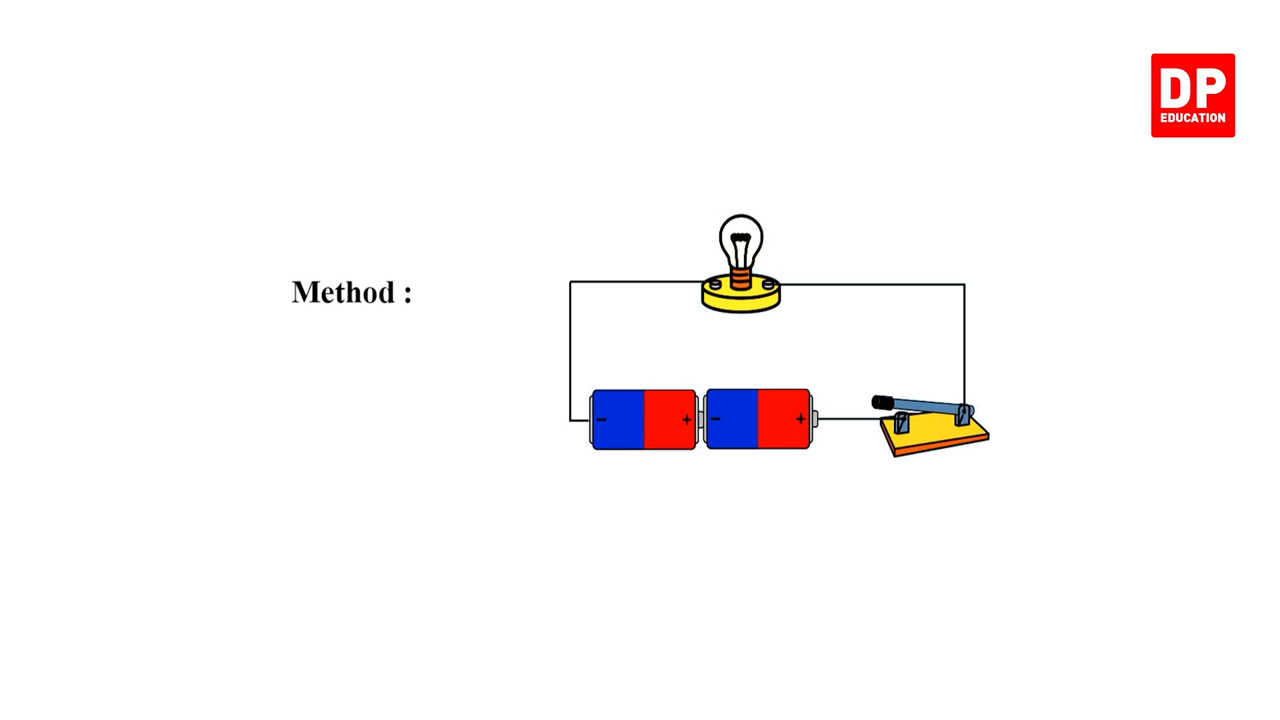 DP
EDUCATION
Method :
- + - +